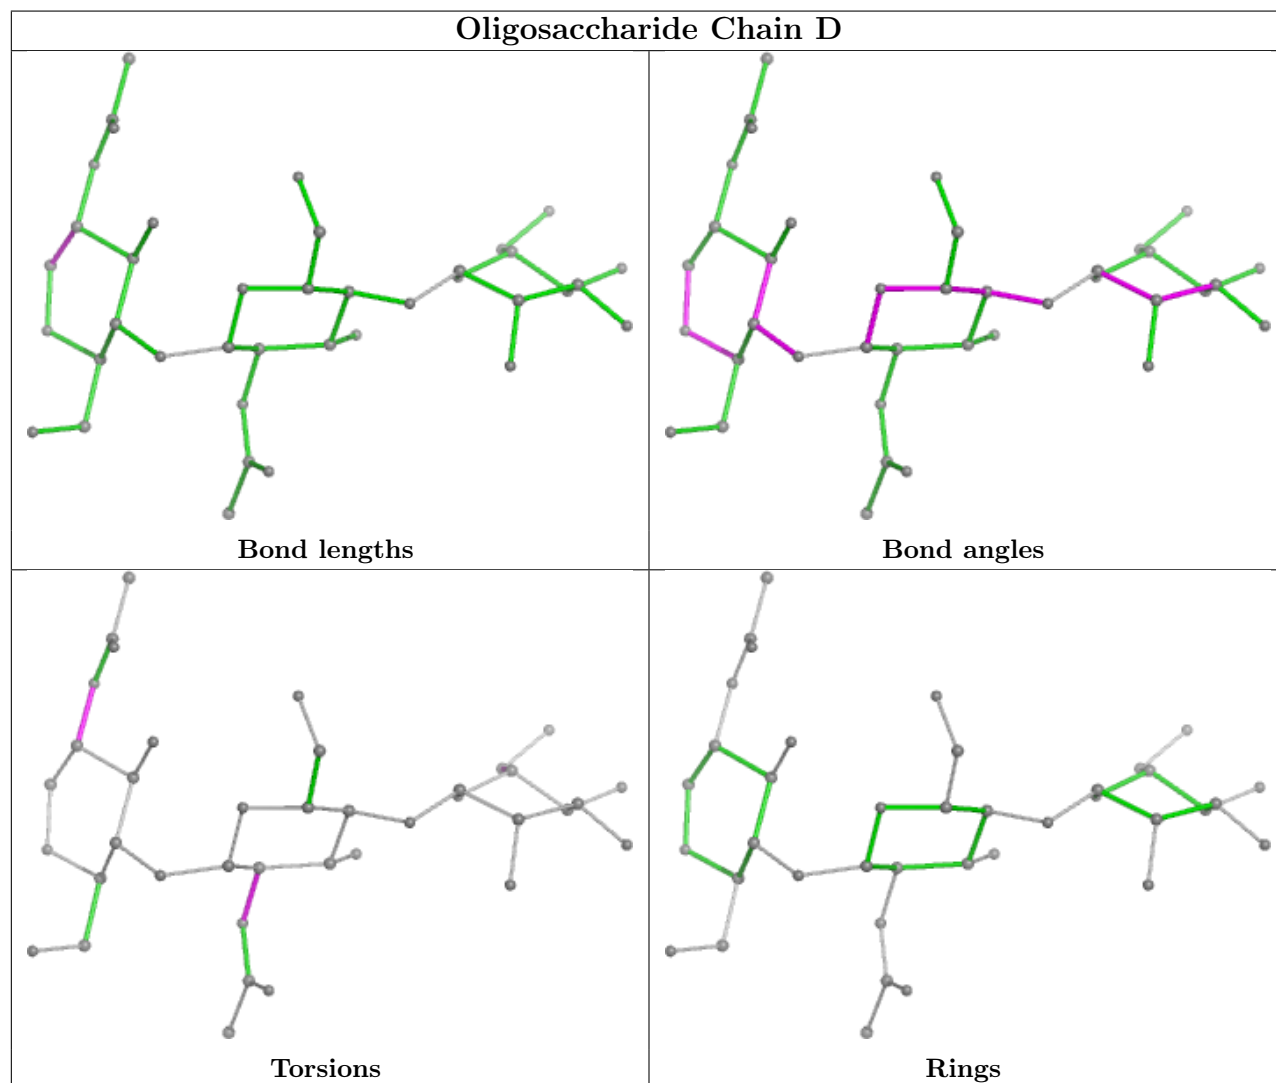 Oligosaccharide Chain D
Bond lengths
Bond angles
Torsions
Rings